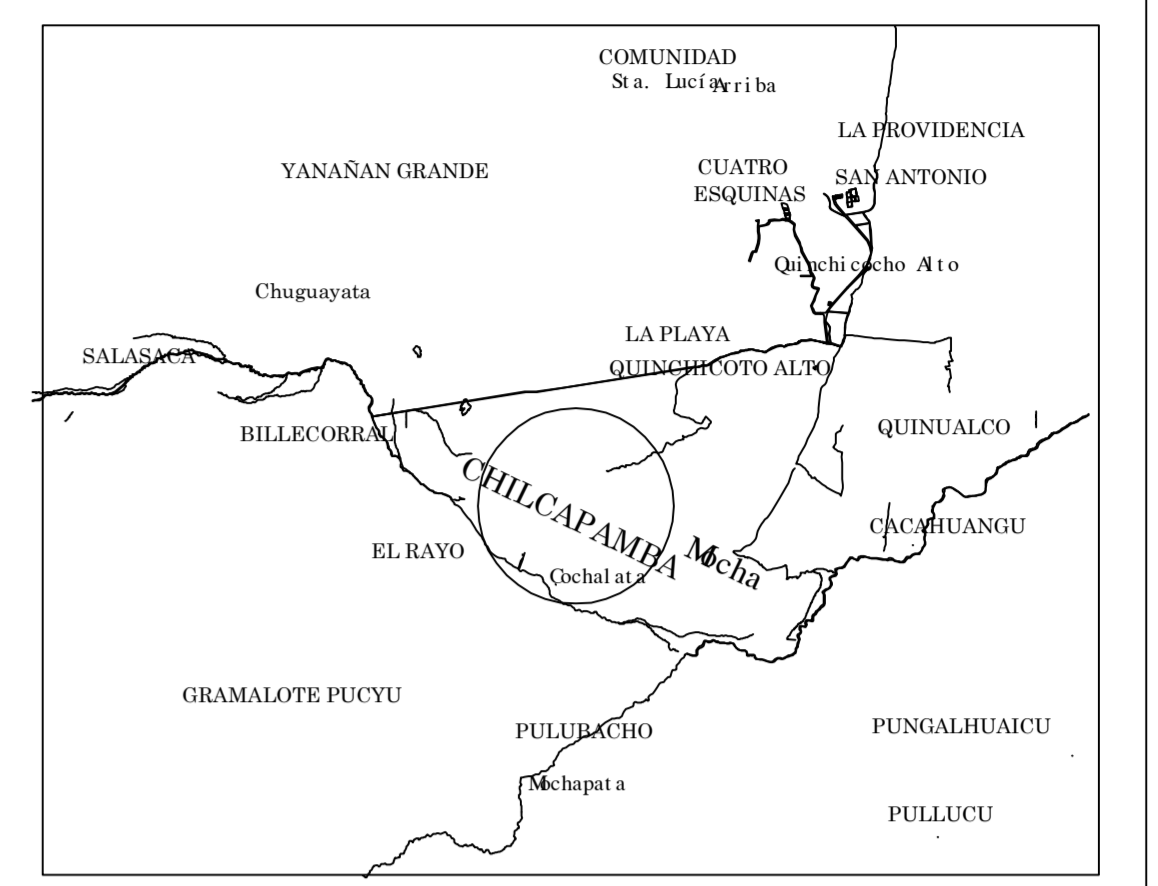 COMUNIDAD
Sta. Lucía Arriba
LA PROVIDENCIA
YANAÑAN GRANDE
CUATRO
ESQUINAS
SAN ANTONIO
Quinchicocho Alto
Chuguayata
LA PLAYA
SALASACA
QUINCHICOTO ALTO
BILLECORRAL
QUINUALCO
CHILCAPAMBA
CACAHUANGU
EL RAYO
Mocha
Cochalata
GRAMALOTE PUCYU
PULUBACHO
PUNGALHUAICU
Mochapata
PULLUCU